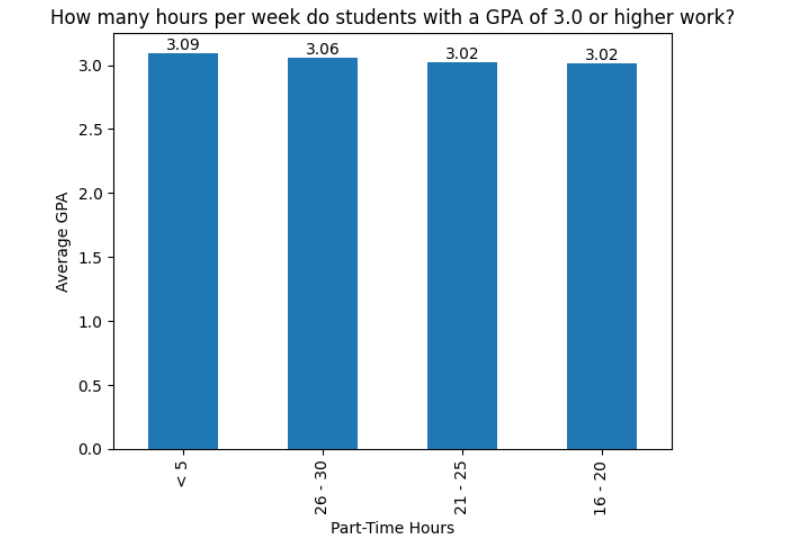 How many hours per week do students with a GPA of 3.0 or higher work?
3.09
3.06
3.02
3.02
3.0
2.5
2.0
1.5
1.0
0.5
0.0
Average GPA
< 5
26 - 30
21 - 25
16 - 20
Part-Time Hours